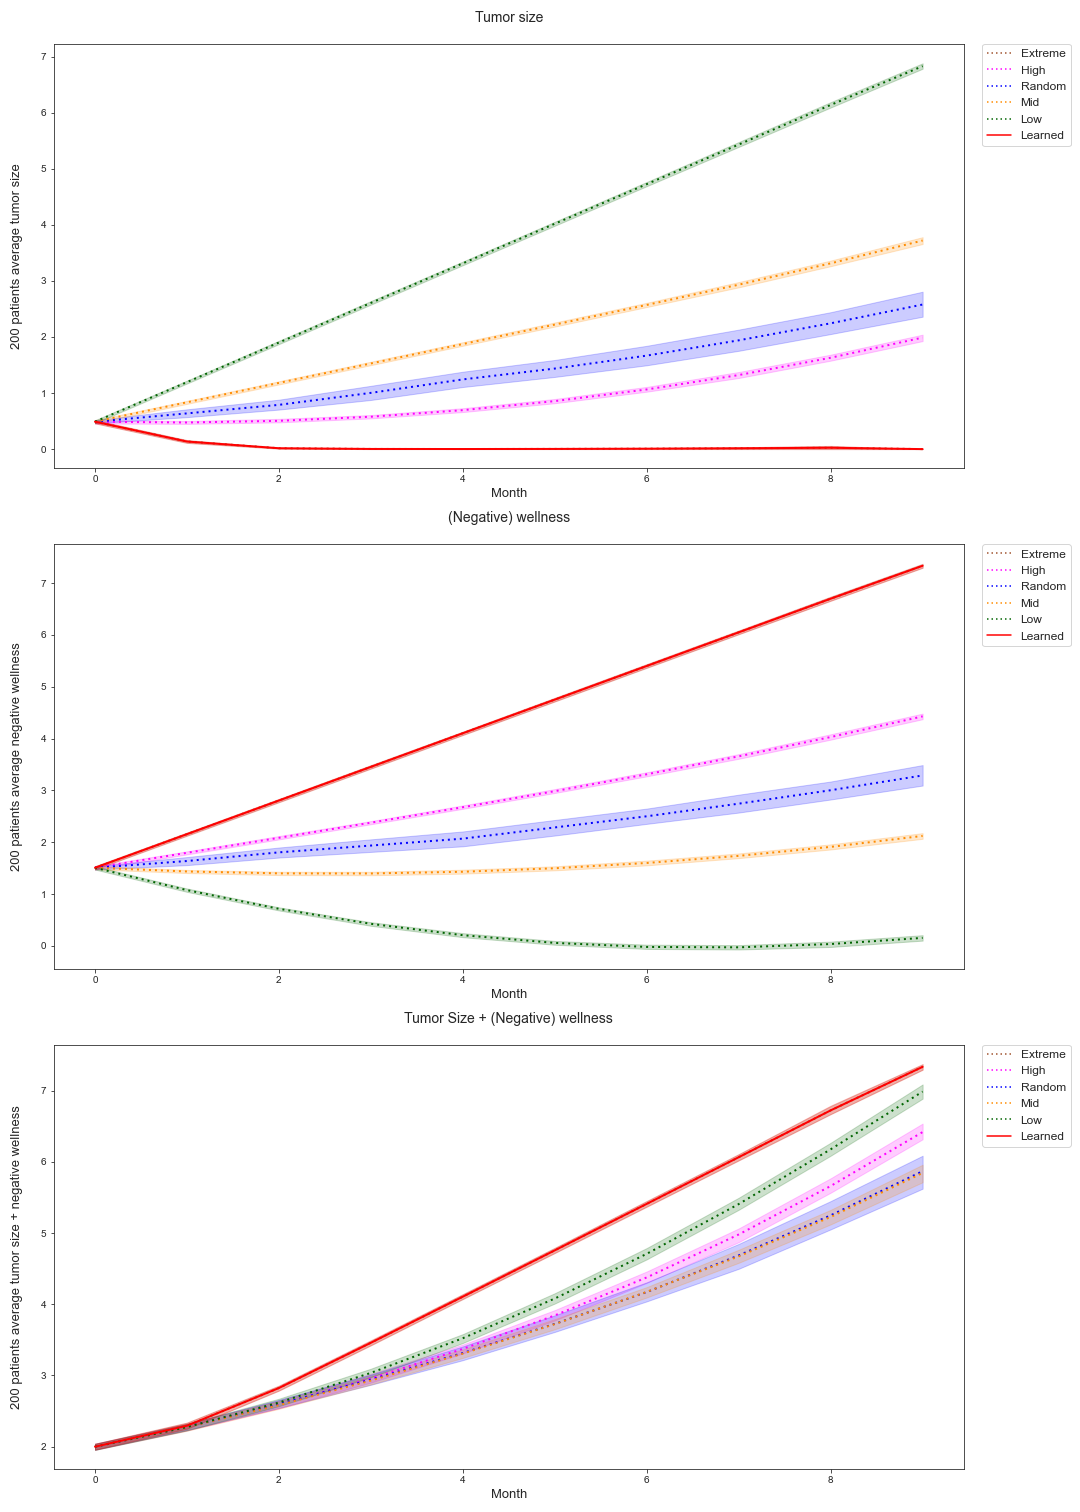 Tumor size
7
6
5
4
3
2
1
0
200 patients average tumor size
0 2 4 6 8
Month
Extreme
High
Random
Mid
Low
Learned
(Negative) wellness
7
6
5
4
3
2
1
0
200 patients average negative wellness
0 2 4 6 8
Month
Extreme
High
Random
Mid
Low
Learned
Tumor Size + (Negative) wellness
7
6
5
4
3
2
200 patients average tumor size + negative wellness
0 2 4 6 8
Month
Extreme
High
Random
Mid
Low
Learned